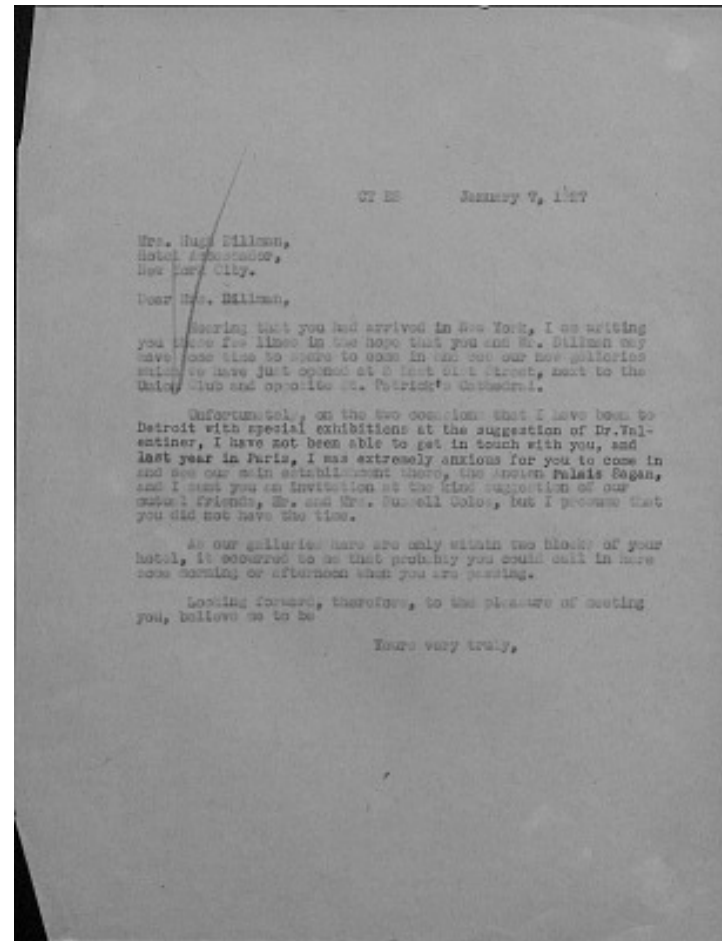 CT ES January 7, 1927
Mrs. Hugh Dillman,
Hotel Ambassador,
New York City.
Dear Mrs. Dillman,
Hearing that you had arrived in New York, I am writing
you these few lines in the hope that you and Mr. Dillman may
have some time to spare to come in and see our new galleries
which we have just opened at 5 East 51st Street, next to the
Union Club and opposite St. Patrick's Cathedral.
Unfortunately, on the two occasions that I have been to
Detroit with special exhibitions at the suggestion of Dr.Val-
entiner, I have not been able to get in touch with you, and
last year in Paris, I was extremely anxious for you to come in
and see our main establishment there, the Ancien Palais Sagan,
and I sent you an invitation at the kind suggestion of our
mutual friends, Mr. and Mrs. Russell Coles, but I presume that
you did not have the time.
As our galleries here are only within two blocks of your
hotel, it occurred to me that probably you could call in here
some morning or afternoon when you are passing.
Looking forward, therefore, to the pleasure of meeting
you, believe me to be
Yours very truly,